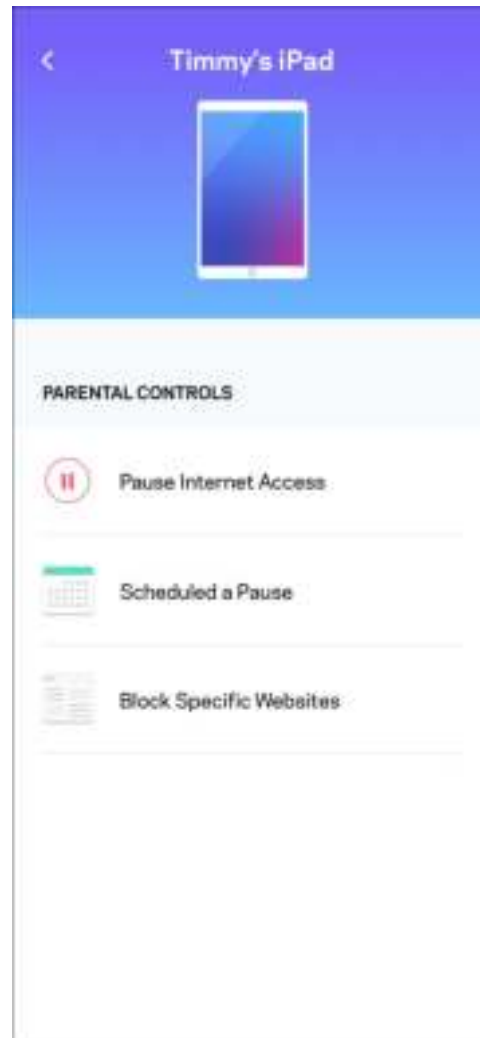 Timmy's iPad
PARENTAL CONTROLS
Pause Internet Access
Scheduled a Pause
Block Specific Websites